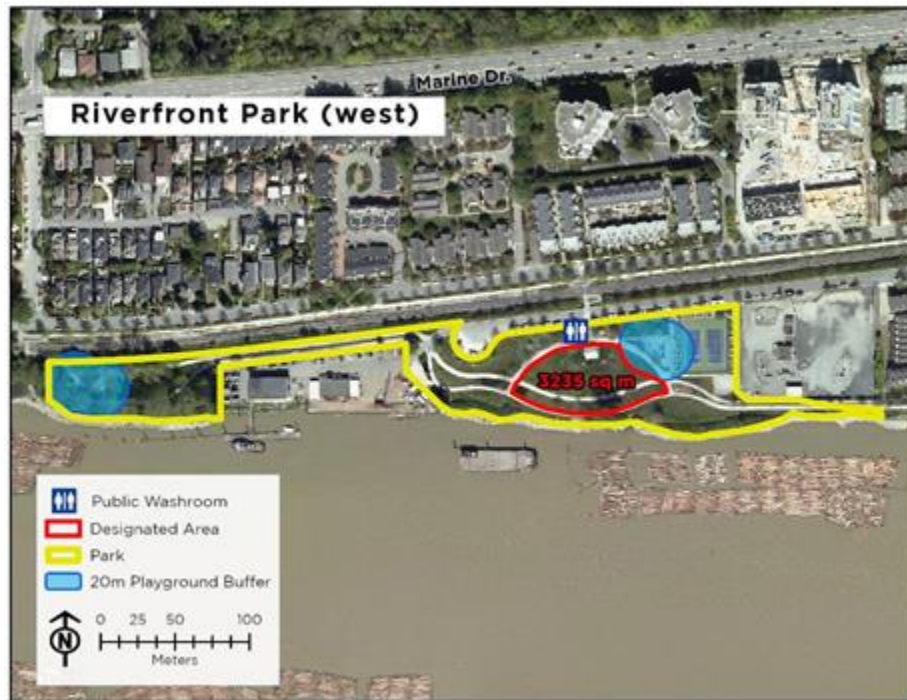 Marine Dr.
Riverfront Park (west)
3235 sq m
Public Washroom
Designated Area
Park
20m Playground Buffer
N
0 25 50 100
Meters